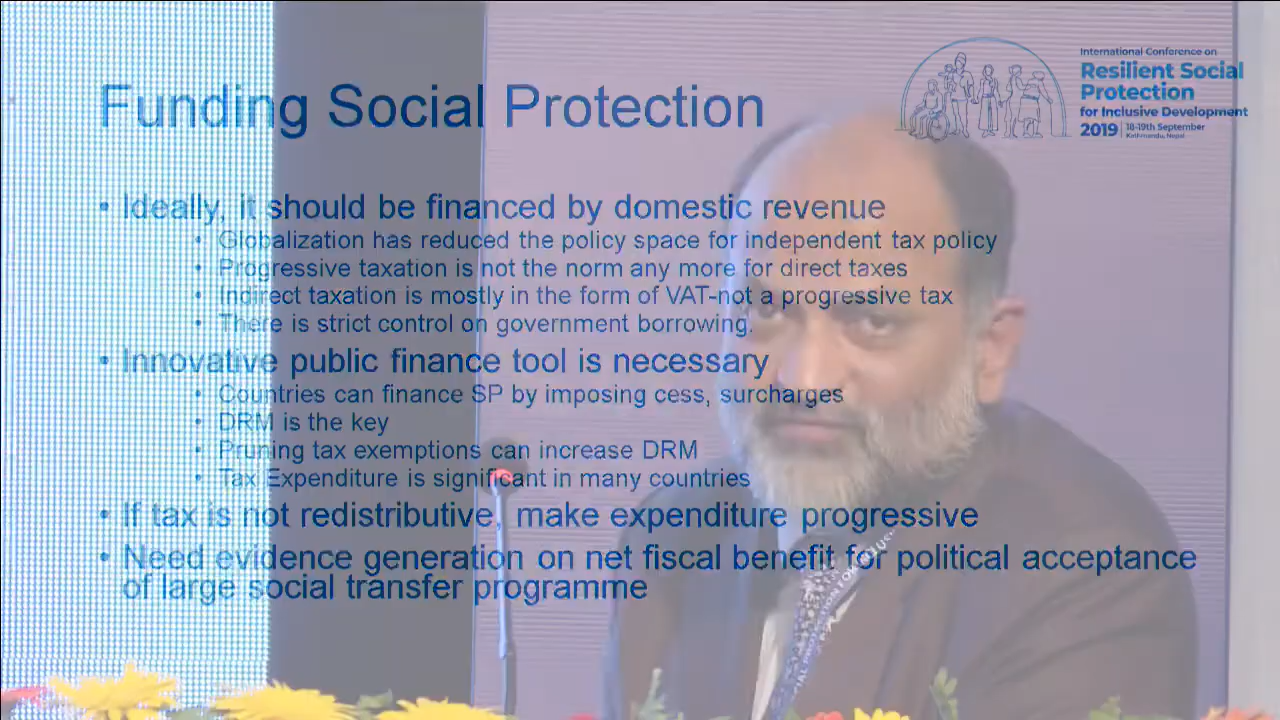 International Conference on
Resilient Social
Protection
for Inclusive Development
2019 | 18-19th September
Kathmandu, Nepal
Funding Social Protection
• Ideally, it should be financed by domestic revenue
• Globalization has reduced the policy space for independent tax policy
• Progressive taxation is not the norm any more for direct taxes
• Indirect taxation is mostly in the form of VAT-not a progressive tax
• There is strict control on government borrowing.
• Innovative public finance tool is necessary
• Countries can finance SP by imposing cess, surcharges
• DRM is the key
• Pruning tax exemptions can increase DRM
• Tax Expenditure is significant in many countries
• If tax is not redistributive, make expenditure progressive
• Need evidence generation on net fiscal benefit for political acceptance
of large social transfer programme